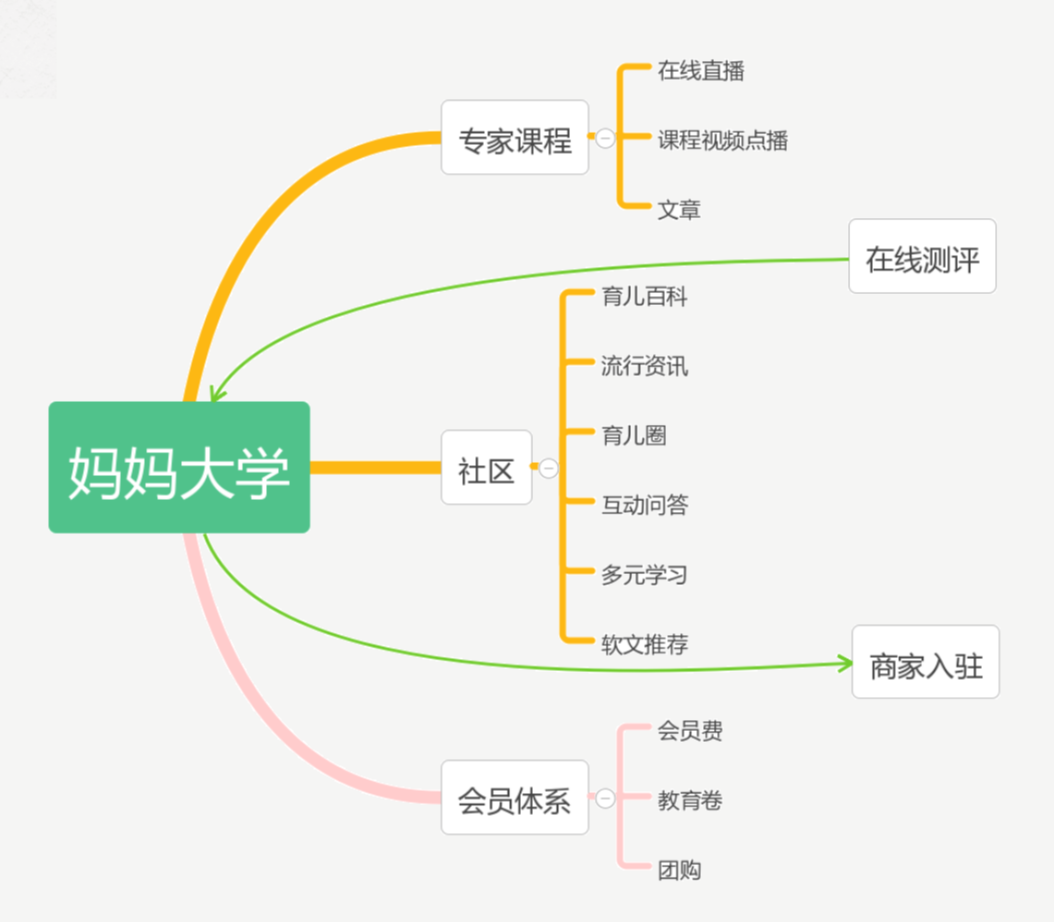 妈妈大学
专家课程
在线直播
课程视频点播
文章
在线测评
社区
育儿百科
流行资讯
育儿圈
互动问答
多元学习
软文推荐
商家入驻
会员体系
会员费
教育卷
团购